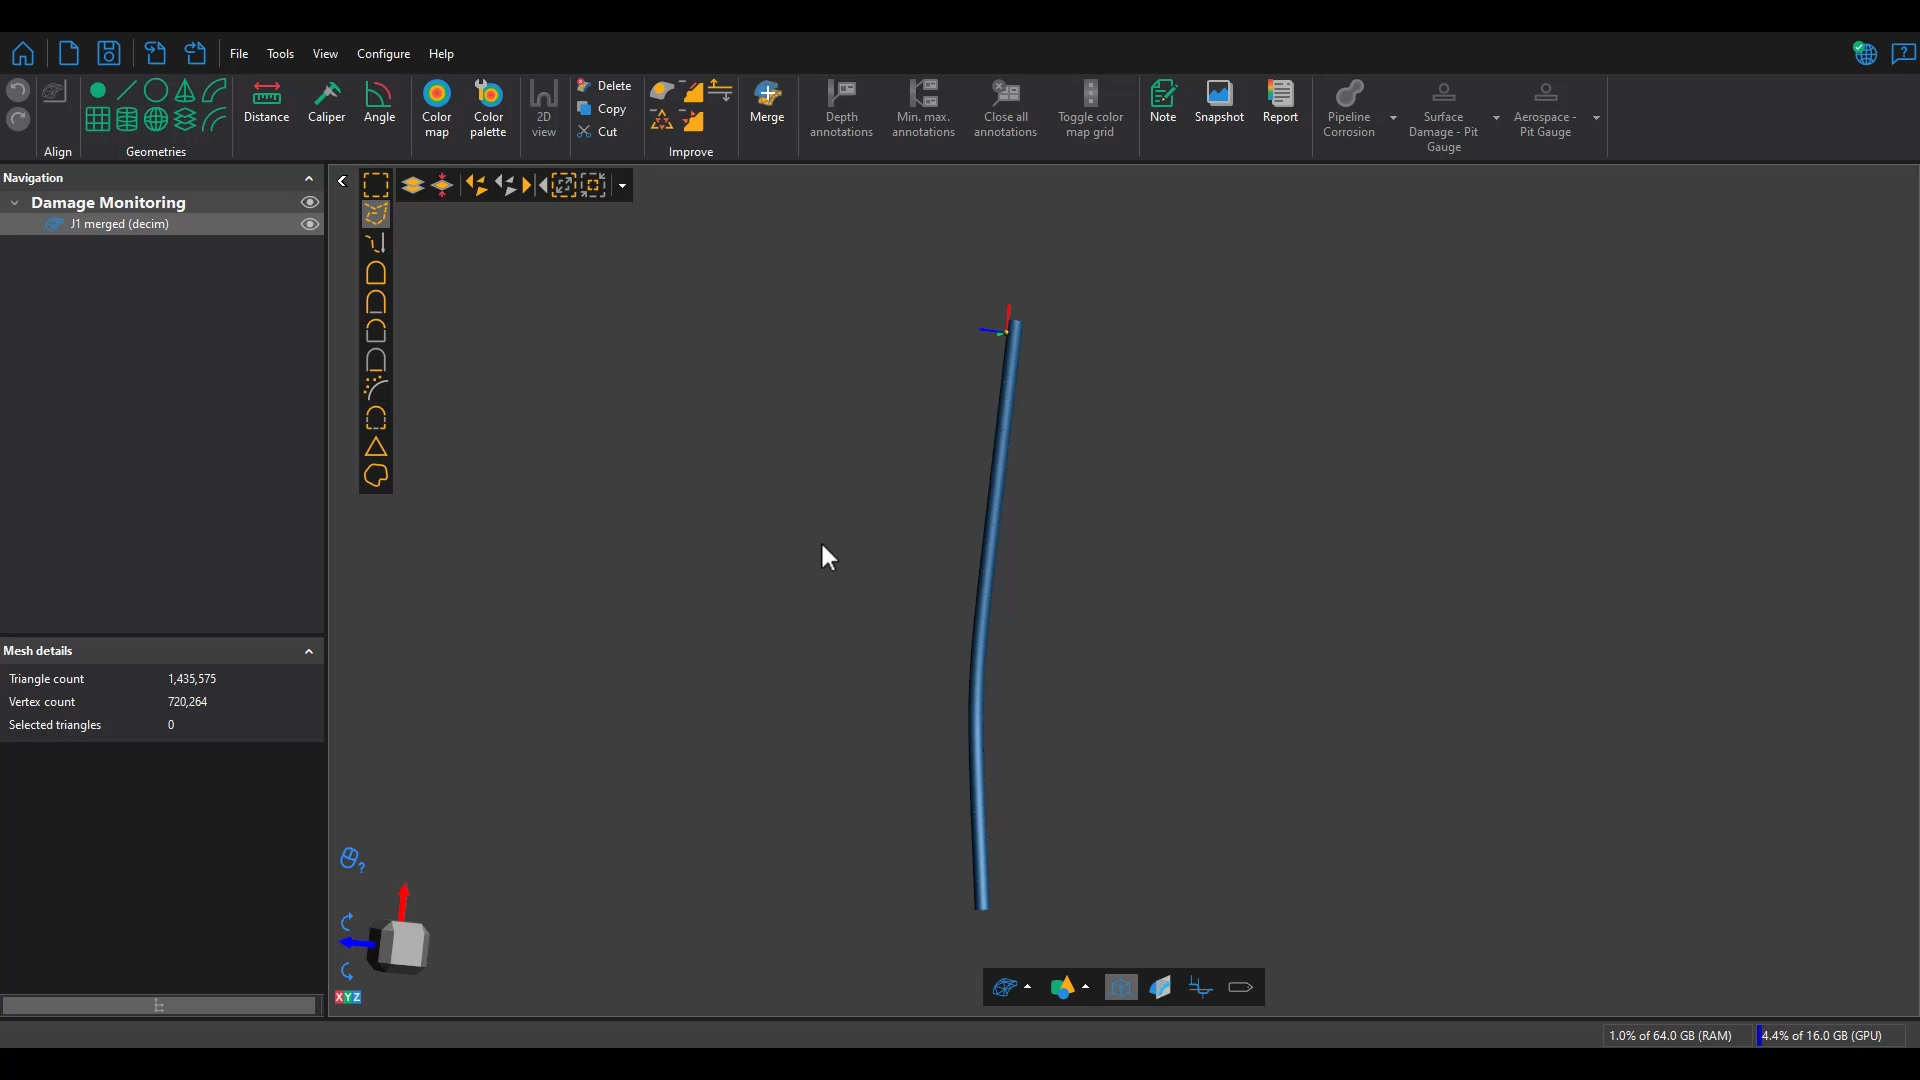 File Tools View Configure Help
Distance Caliper Angle Color map Color palette 2D view Delete Copy Cut Merge Depth annotations Min. max. annotations Close all annotations Toggle color map grid Note Snapshot Report Pipeline Corrosion Surface Damage - Pit Gauge Aerospace - Pit Gauge
Align Geometries Improve
Navigation
Damage Monitoring
J1 merged (decim)
Mesh details
Triangle count 1,435,575
Vertex count 720,264
Selected triangles 0
?
XYZ
1.0% of 64.0 GB (RAM) 4.4% of 16.0 GB (GPU)